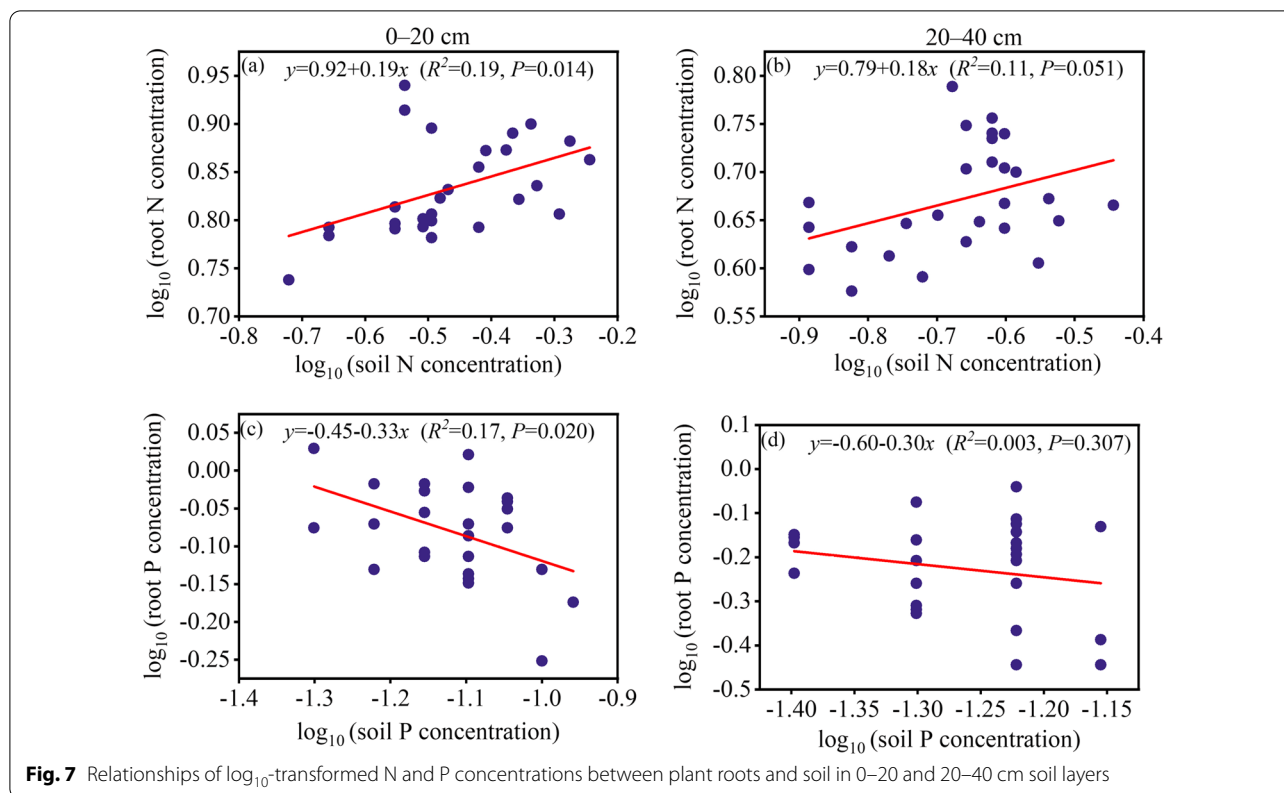 0–20 cm
20–40 cm
(a) y=0.92+0.19x (R²=0.19, P=0.014)
0.95
0.90
0.85
0.80
0.75
0.70
log₁₀ (root N concentration)
-0.8 -0.7 -0.6 -0.5 -0.4 -0.3 -0.2
log₁₀ (soil N concentration)
(b) y=0.79+0.18x (R²=0.11, P=0.051)
0.80
0.75
0.70
0.65
0.60
0.55
log₁₀ (root N concentration)
-0.9 -0.8 -0.7 -0.6 -0.5 -0.4
log₁₀ (soil N concentration)
(c) y=-0.45-0.33x (R²=0.17, P=0.020)
0.05
0.00
-0.05
-0.10
-0.15
-0.20
-0.25
log₁₀ (root P concentration)
-1.4 -1.3 -1.2 -1.1 -1.0 -0.9
log₁₀ (soil P concentration)
(d) y=-0.60-0.30x (R²=0.003, P=0.307)
0.1
0.0
-0.1
-0.2
-0.3
-0.4
-0.5
log₁₀ (root P concentration)
-1.40 -1.35 -1.30 -1.25 -1.20 -1.15
log₁₀ (soil P concentration)
Fig. 7 Relationships of log₁₀-transformed N and P concentrations between plant roots and soil in 0–20 and 20–40 cm soil layers